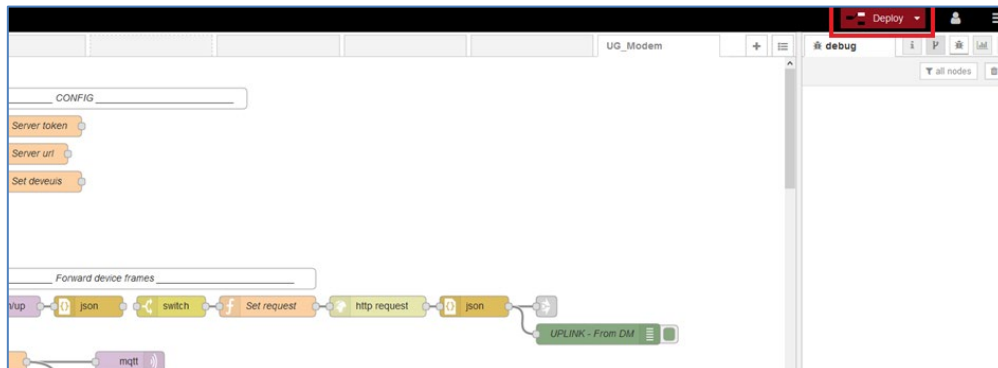 Deploy
UG_Modem
debug
i
all nodes
CONFIG
Server token
Server url
Set deveuis
Forward device frames
/up
json
switch
Set request
http request
json
UPLINK - From DM
mqtt